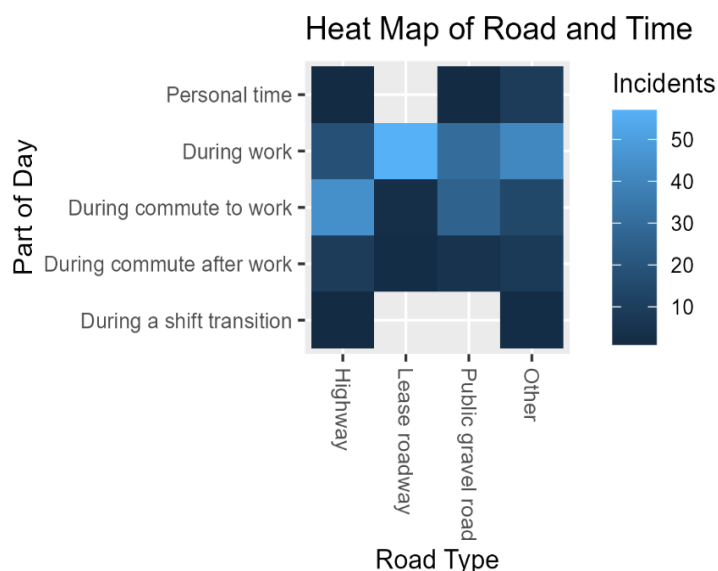 Heat Map of Road and Time
Part of Day
Personal time
During work
During commute to work
During commute after work
During a shift transition
Highway
Lease roadway
Public gravel road
Other
Road Type
Incidents
50
40
30
20
10